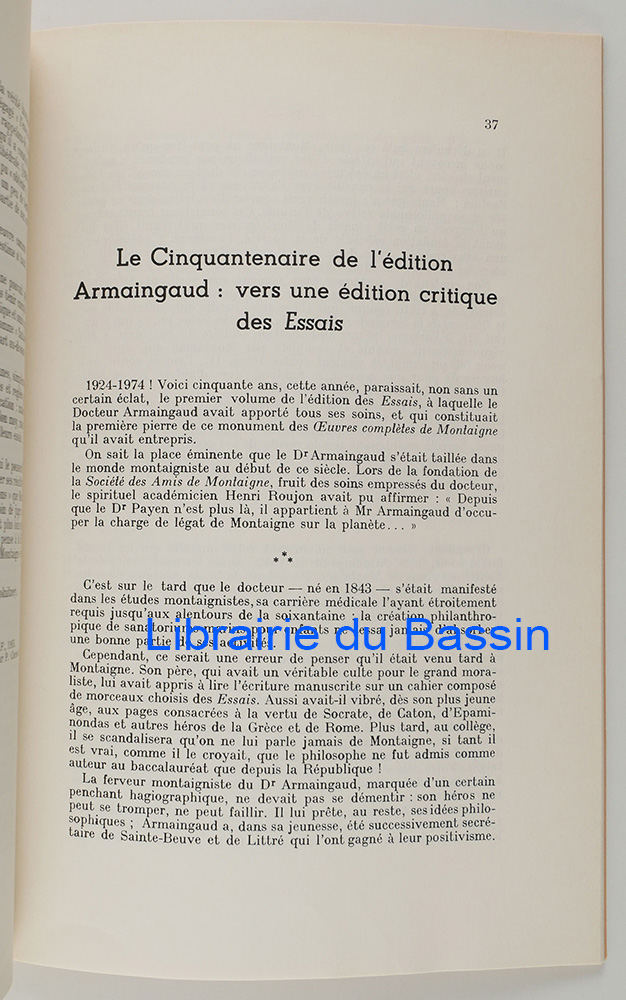 37
Le Cinquantenaire de l'édition
Armaingaud : vers une édition critique
des Essais
1924-1974 ! Voici cinquante ans, cette année, paraissait, non sans un
certain éclat, le premier volume de l'édition des Essais, à laquelle le
Docteur Armaingaud avait apporté tous ses soins, et qui constituait
la première pierre de ce monument des Œuvres complètes de Montaigne
qu'il avait entrepris.
On sait la place éminente que le Dr Armaingaud s'était taillée dans
le monde montaigniste au début de ce siècle. Lors de la fondation de
la Société des Amis de Montaigne, fruit des soins empressés du docteur,
le spirituel académicien Henri Roujon avait pu affirmer : « Depuis
que le Dr Payen n'est plus là, il appartient à Mr Armaingaud d'occu-
per la charge de légat de Montaigne sur la planète... »
***
C'est sur le tard que le docteur — né en 1843 — s'était manifesté
dans les études montaignistes, sa carrière médicale l'ayant étroitement
requis jusqu'aux alentours de la soixantaine : la création philanthro-
pique de sanatoriums marins pour enfants ne cessa jamais d'absorber
une bonne partie de ses activités.
Librairie du Bassin
Cependant, ce serait une erreur de penser qu'il était venu tard à
Montaigne. Son père, qui avait un véritable culte pour le grand mora-
liste, lui avait appris à lire l'écriture manuscrite sur un cahier composé
de morceaux choisis des Essais. Aussi avait-il vibré, dès son plus jeune
âge, aux pages consacrées à la vertu de Socrate, de Caton, d'Epami-
nondas et autres héros de la Grèce et de Rome. Plus tard, au collège,
il se scandalisera qu'on ne lui parle jamais de Montaigne, si tant il
est vrai, comme il le croyait, que le philosophe ne fut admis comme
auteur au baccalauréat que depuis la République !
La ferveur montaigniste du Dr Armaingaud, marquée d'un certain
penchant hagiographique, ne devait pas se démentir : son héros ne
peut se tromper, ne peut faillir. Il lui prête, au reste, ses idées philo-
sophiques ; Armaingaud a, dans sa jeunesse, été successivement secré-
taire de Sainte-Beuve et de Littré qui l'ont gagné à leur positivisme.